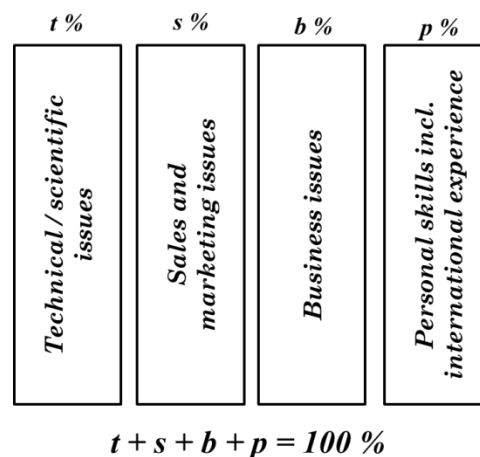 t % s % b % p %
Technical / scientific
issues
Sales and
marketing issues
Business issues
Personal skills incl.
international experience
t + s + b + p = 100 %